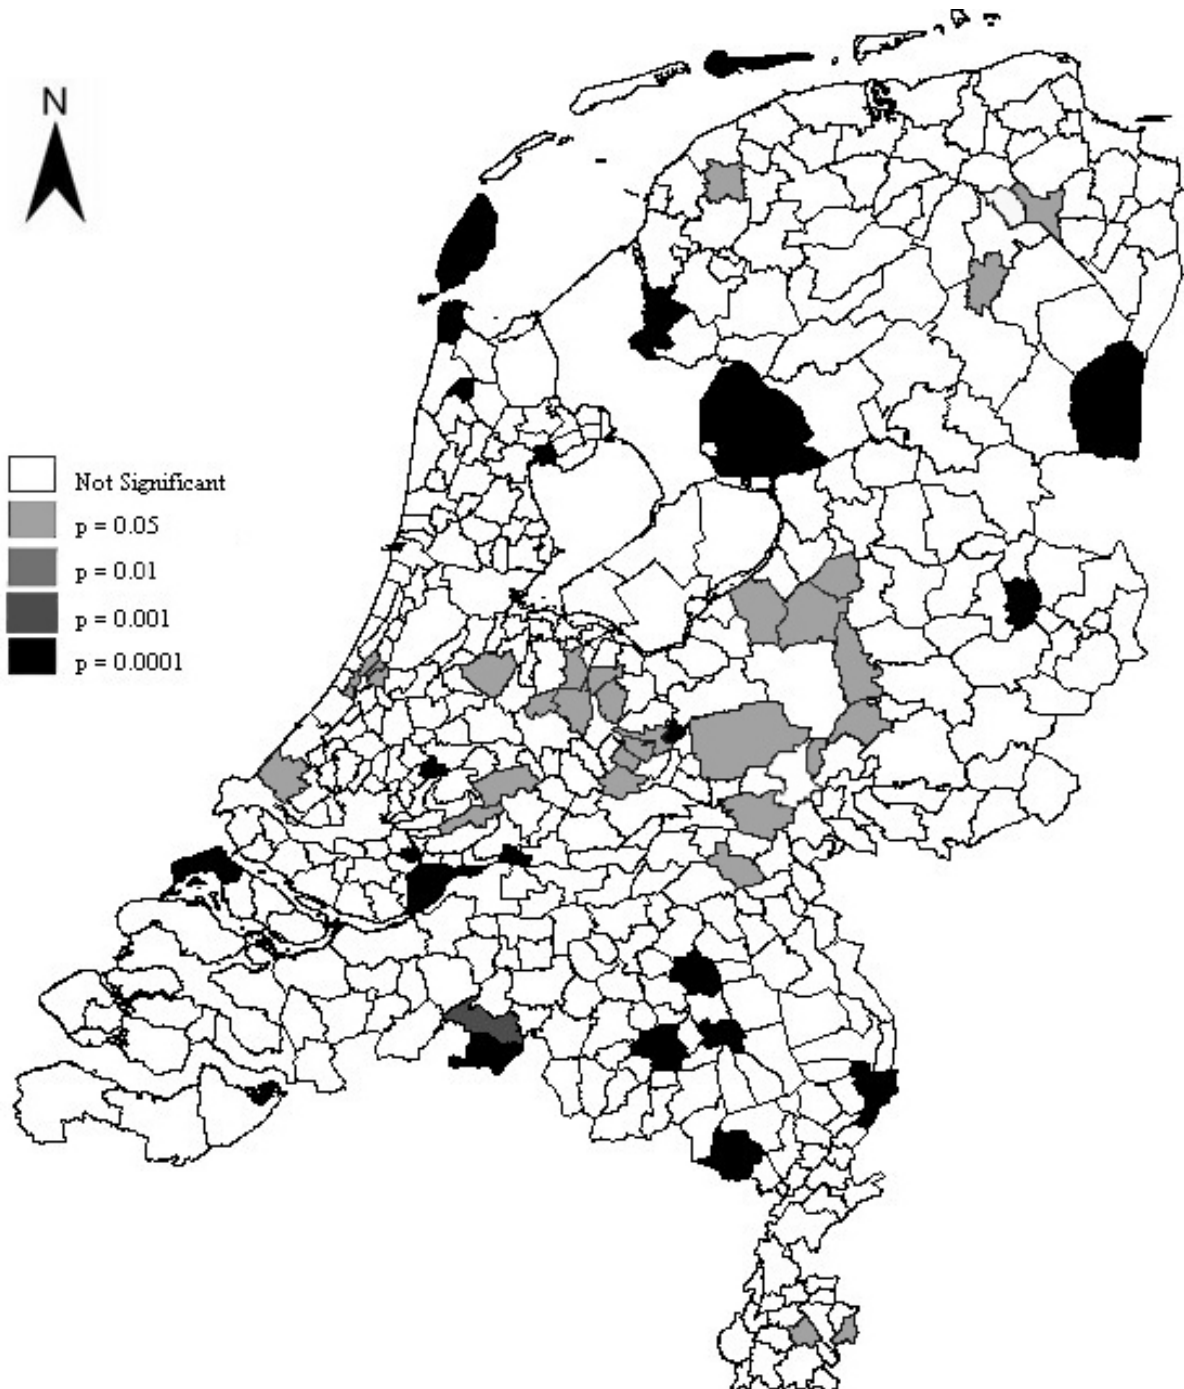 N
Not Significant
p = 0.05
p = 0.01
p = 0.001
p = 0.0001